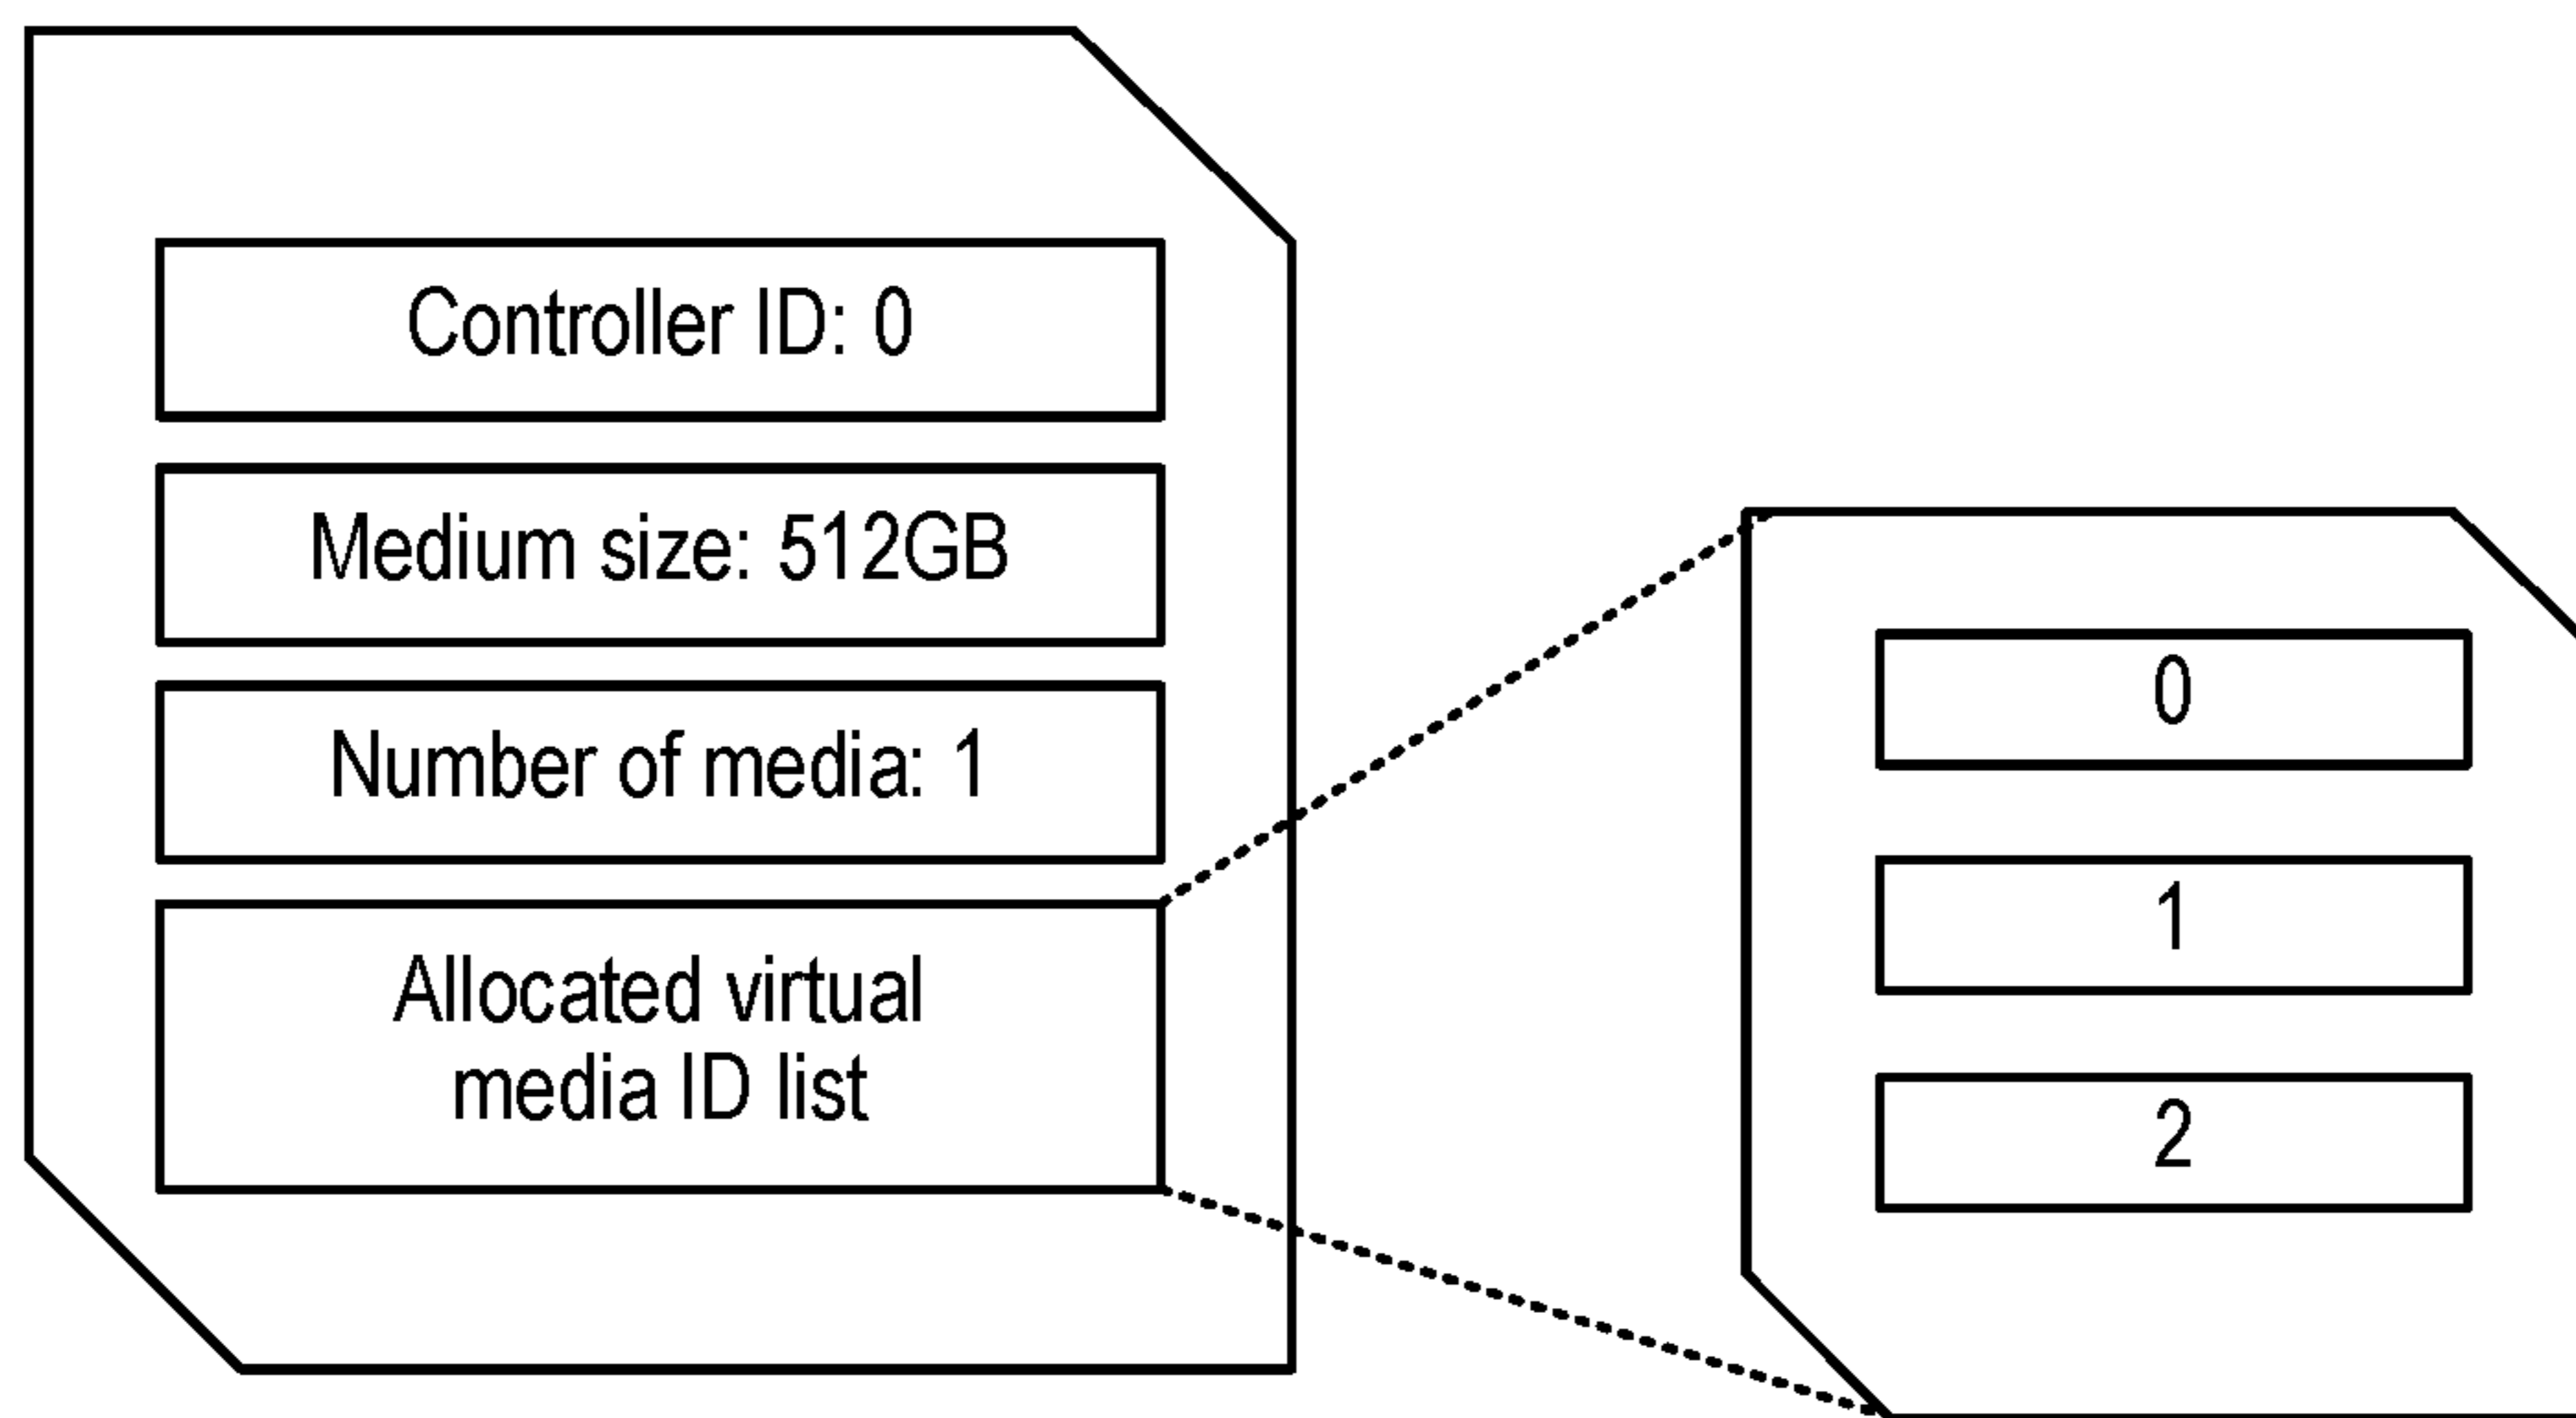 Controller ID: 0
Medium size: 512GB
Number of media: 1
Allocated virtual
media ID list
0
1
2